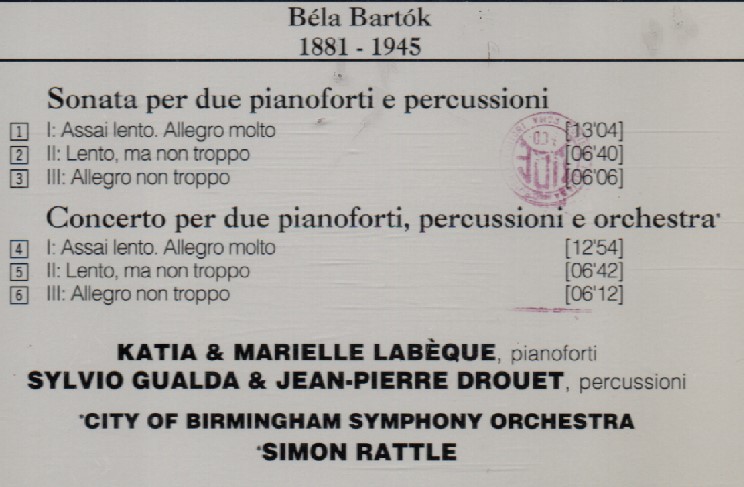 Béla Bartók
1881 - 1945
Sonata per due pianoforti e percussioni
1 I: Assai lento. Allegro molto [13'04]
2 II: Lento, ma non troppo [06'40]
3 III: Allegro non troppo [06'06]
Concerto per due pianoforti, percussioni e orchestra*
4 I: Assai lento. Allegro molto [12'54]
5 II: Lento, ma non troppo [06'42]
6 III: Allegro non troppo [06'12]
KATIA & MARIELLE LABÈQUE, pianoforti
SYLVIO GUALDA & JEAN-PIERRE DROUET, percussioni
*CITY OF BIRMINGHAM SYMPHONY ORCHESTRA
*SIMON RATTLE